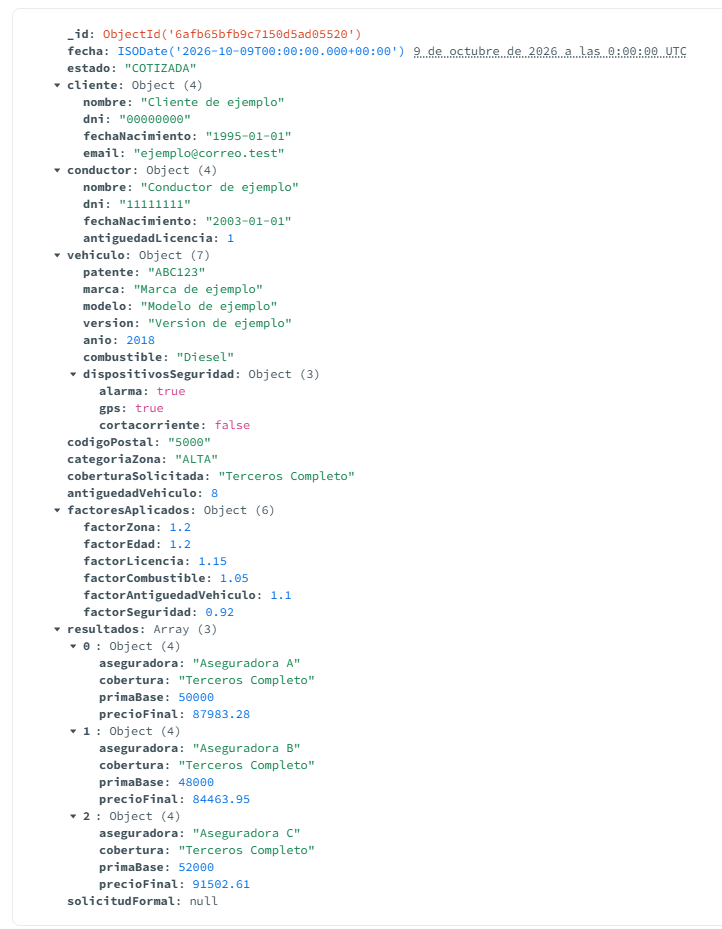 _id: ObjectId('6afb65bfb9c7150d5ad05520')
fecha: ISODate('2026-10-09T00:00:00.000+00:00') 9 de octubre de 2026 a las 0:00:00 UTC
estado: "COTIZADA"
cliente: Object (4)
nombre: "Cliente de ejemplo"
dni: "00000000"
fechaNacimiento: "1995-01-01"
email: "ejemplo@correo.test"
conductor: Object (4)
nombre: "Conductor de ejemplo"
dni: "11111111"
fechaNacimiento: "2003-01-01"
antiguedadLicencia: 1
vehiculo: Object (7)
patente: "ABC123"
marca: "Marca de ejemplo"
modelo: "Modelo de ejemplo"
version: "Version de ejemplo"
anio: 2018
combustible: "Diesel"
dispositivosSeguridad: Object (3)
alarma: true
gps: true
cortacorriente: false
codigoPostal: "5000"
categoriaZona: "ALTA"
coberturaSolicitada: "Terceros Completo"
antiguedadVehiculo: 8
factoresAplicados: Object (6)
factorZona: 1.2
factorEdad: 1.2
factorLicencia: 1.15
factorCombustible: 1.05
factorAntiguedadVehiculo: 1.1
factorSeguridad: 0.92
resultados: Array (3)
0: Object (4)
aseguradora: "Aseguradora A"
cobertura: "Terceros Completo"
primaBase: 50000
precioFinal: 87983.28
1: Object (4)
aseguradora: "Aseguradora B"
cobertura: "Terceros Completo"
primaBase: 48000
precioFinal: 84463.95
2: Object (4)
aseguradora: "Aseguradora C"
cobertura: "Terceros Completo"
primaBase: 52000
precioFinal: 91502.61
solicitudFormal: null